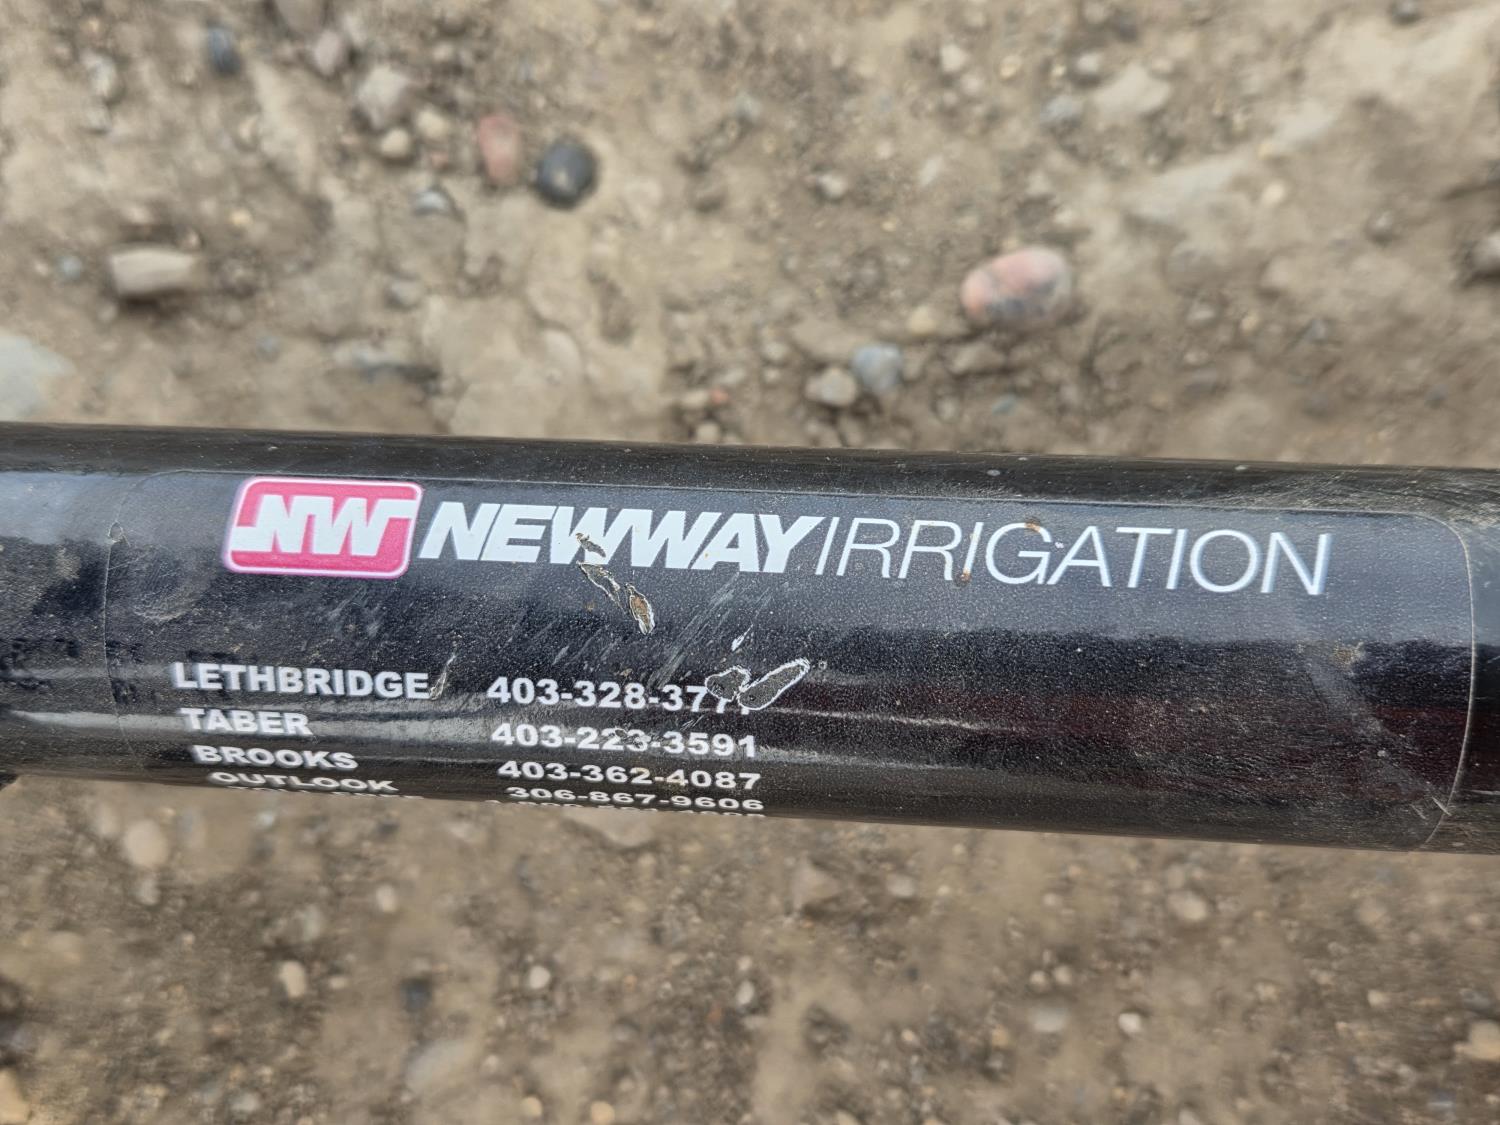 NW NEWWAY IRRIGATION
LETHBRIDGE
TABER 403-223-3591
BROOKS 403-362-4087
OUTLOOK 306-867-9606